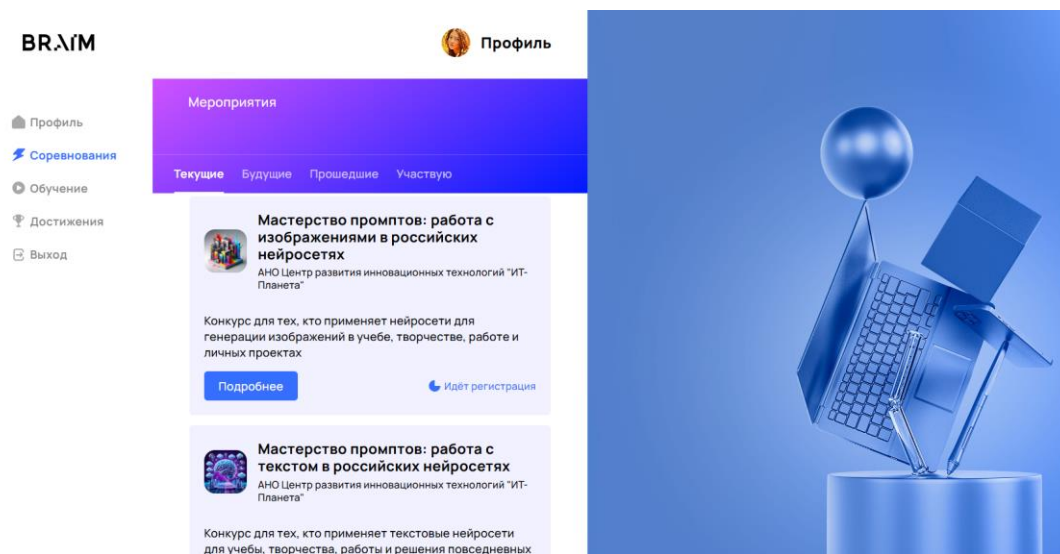 BRAIM
Профиль
Профиль
Соревнования
Обучение
Достижения
Выход
Мероприятия
Текущие Будущие Прошедшие Участвую
Мастерство промптов: работа с
изображениями в российских
нейросетях
АНО Центр развития инновационных технологий "ИТ-
Планета"
Конкурс для тех, кто применяет нейросети для
генерации изображений в учебе, творчестве, работе и
личных проектах
Подробнее
Идёт регистрация
Мастерство промптов: работа с
текстом в российских нейросетях
АНО Центр развития инновационных технологий "ИТ-
Планета"
Конкурс для тех, кто применяет текстовые нейросети
для учебы, творчества, работы и решения повседневных